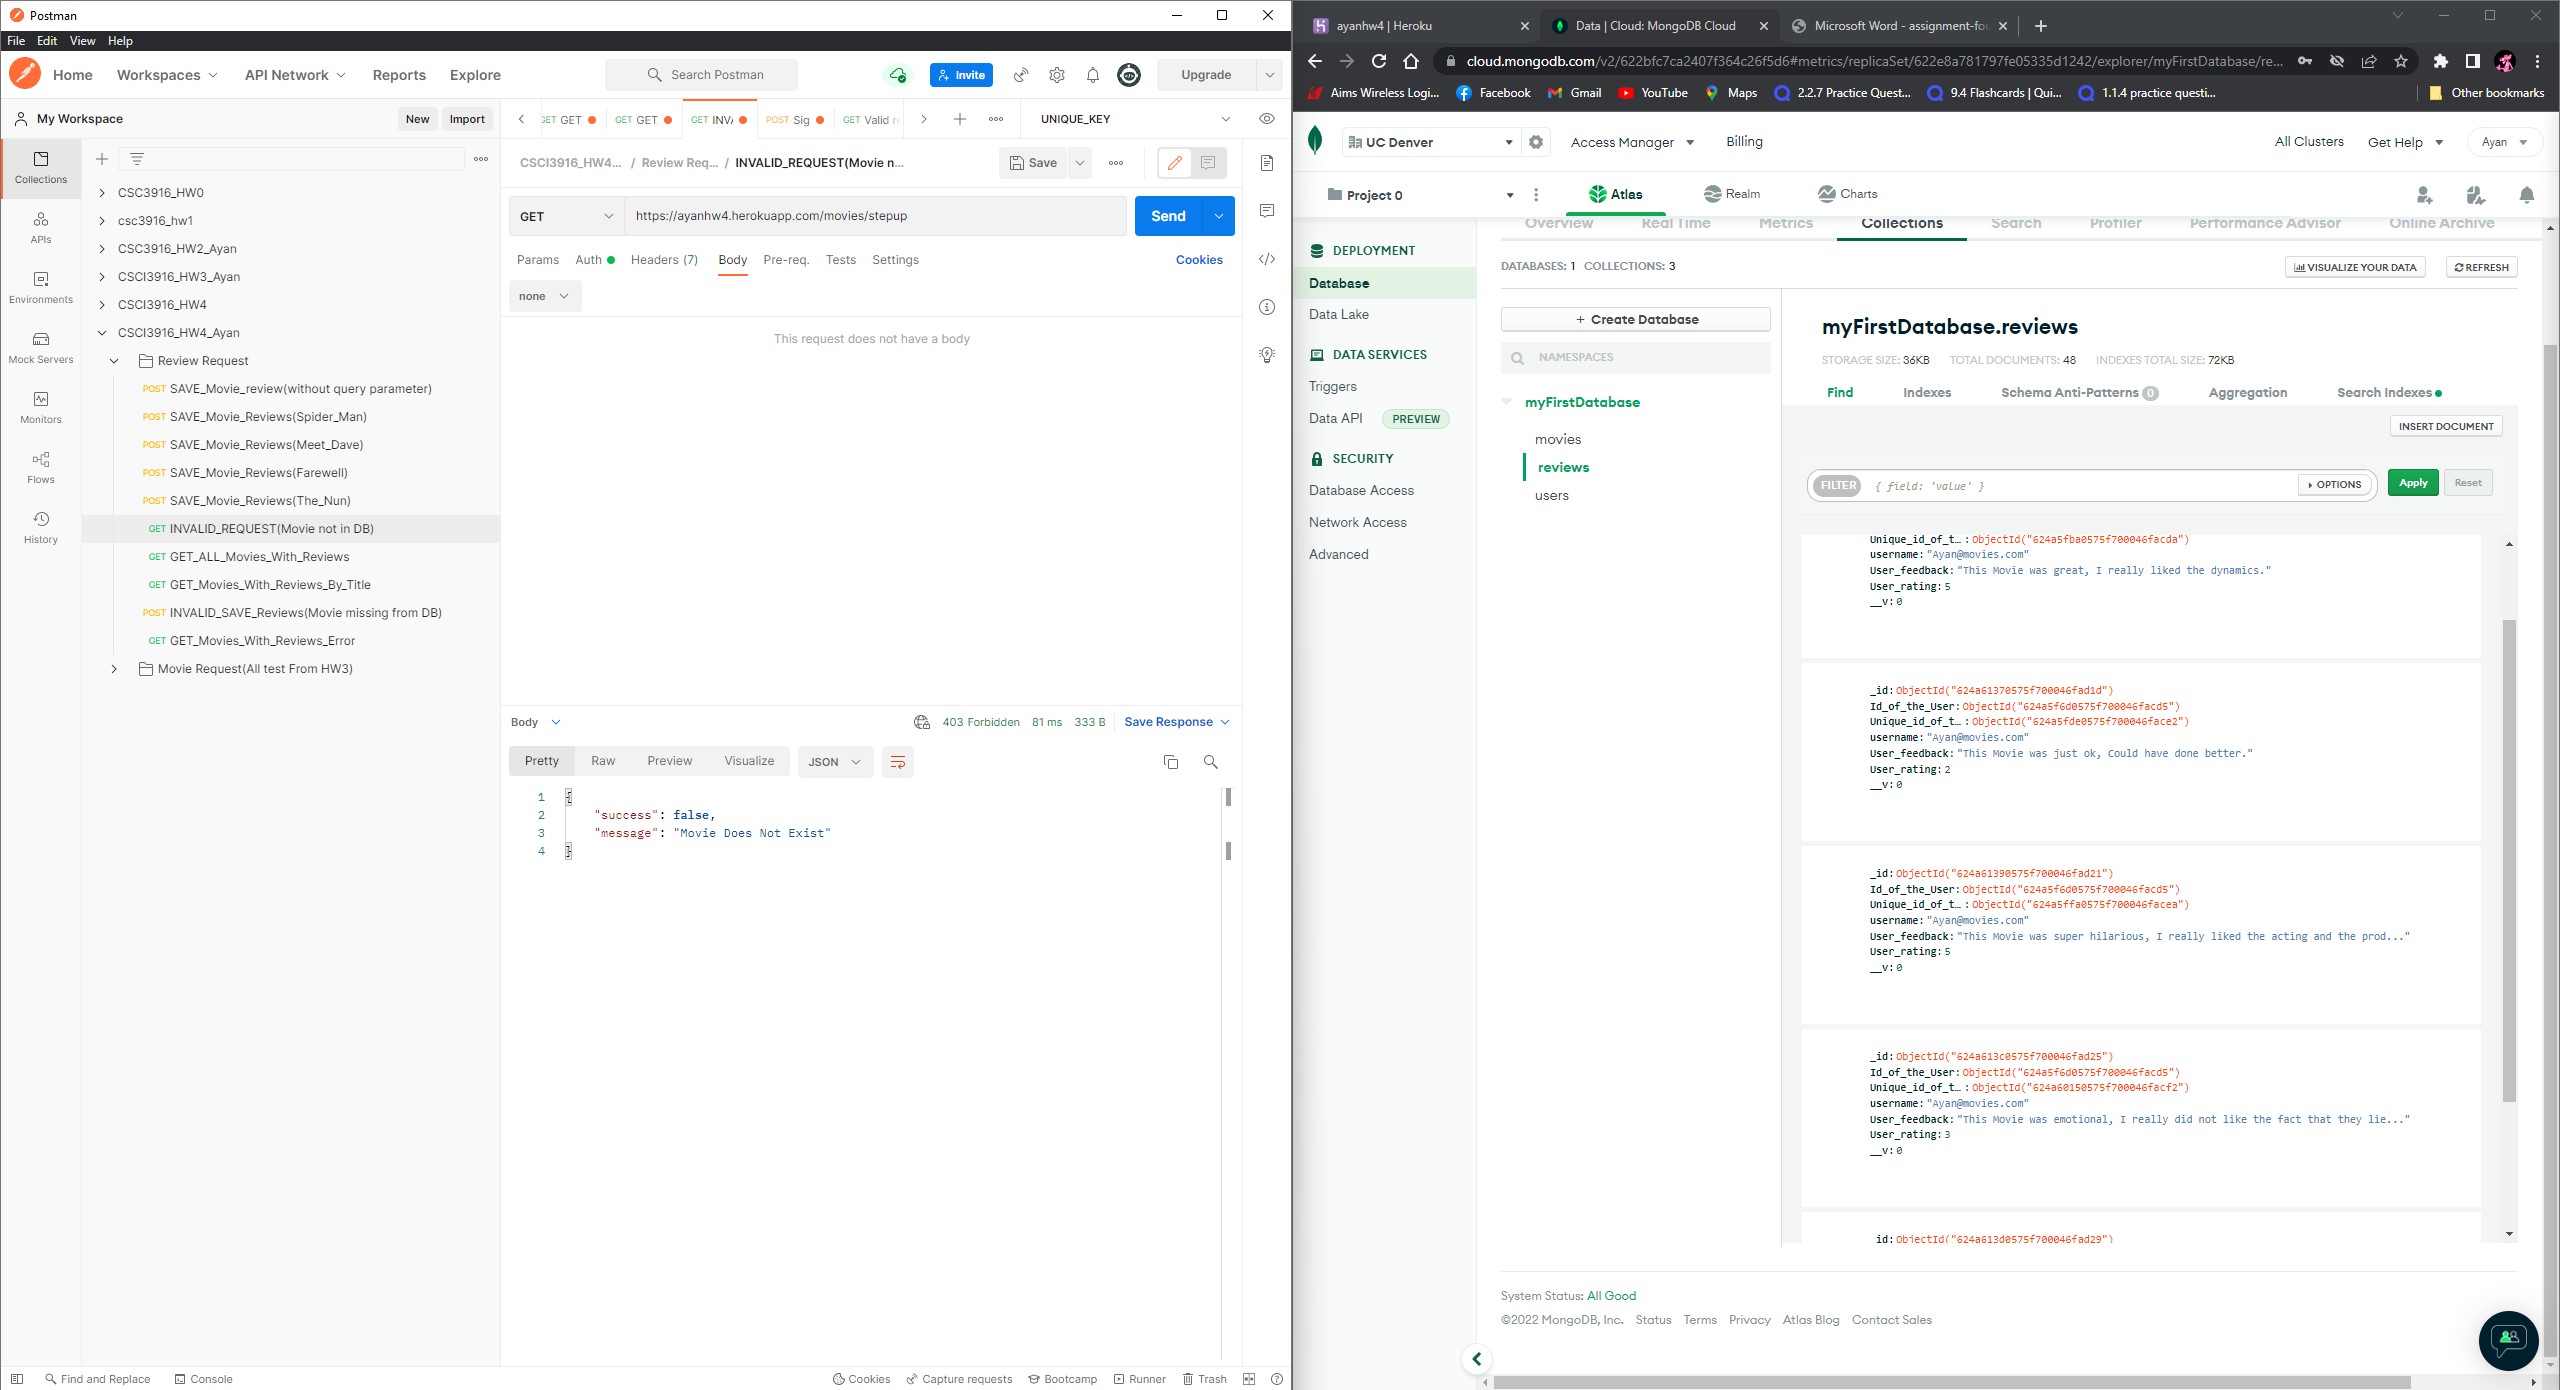 Postman
File Edit View Help
Home Workspaces API Network Reports Explore Search Postman Invite Upgrade
My Workspace New Import
GET GET INV POST Sig GET Valid UNIQUE_KEY
Collections
APIs
Environments
Mock Servers
Monitors
Flows
History
CSC3916_HW0
csc3916_hw1
CSC3916_HW2_Ayan
CSCI3916_HW3_Ayan
CSCI3916_HW4
CSCI3916_HW4_Ayan
Review Request
POST SAVE_Movie_review(without query parameter)
POST SAVE_Movie_Reviews(Spider_Man)
POST SAVE_Movie_Reviews(Meet_Dave)
POST SAVE_Movie_Reviews(Farewell)
POST SAVE_Movie_Reviews(The_Nun)
GET INVALID_REQUEST(Movie not in DB)
GET GET_ALL_Movies_With_Reviews
GET GET_Movies_With_Reviews_By_Title
POST INVALID_SAVE_Reviews(Movie missing from DB)
GET GET_Movies_With_Reviews_Error
Movie Request(All test From HW3)
CSCI3916_HW4... / Review Req... / INVALID_REQUEST(Movie n... Save
GET https://ayanhw4.herokuapp.com/movies/stepup Send
Params Auth Headers (7) Body Pre-req. Tests Settings Cookies
none
This request does not have a body
Body 403 Forbidden 81 ms 333 B Save Response
Pretty Raw Preview Visualize JSON
1 {
2 "success": false,
3 "message": "Movie Does Not Exist"
4 }
Find and Replace Console Cookies Capture requests Bootcamp Runner Trash
ayanhw4 | Heroku Data | Cloud: MongoDB Cloud Microsoft Word - assignment-fou
cloud.mongodb.com/v2/622bfc7ca2407f364c26f5d6#metrics/replicaSet/622e8a781797fe05335d1242/explorer/myFirstDatabase/re...
Aims Wireless Logi... Facebook Gmail YouTube Maps 2.2.7 Practice Quest... 9.4 Flashcards | Qui... 1.1.4 practice questi... Other bookmarks
UC Denver Access Manager Billing All Clusters Get Help Ayan
Project 0 Atlas Realm Charts
Overview Real Time Metrics Collections Search Profiler Performance Advisor Online Archive
DEPLOYMENT
Database
Data Lake
DATA SERVICES
Triggers
Data API PREVIEW
SECURITY
Database Access
Network Access
Advanced
DATABASES: 1 COLLECTIONS: 3 VISUALIZE YOUR DATA REFRESH
+ Create Database
NAMESPACES
myFirstDatabase
movies
reviews
users
myFirstDatabase.reviews
STORAGE SIZE: 36KB TOTAL DOCUMENTS: 48 INDEXES TOTAL SIZE: 72KB
Find Indexes Schema Anti-Patterns 0 Aggregation Search Indexes
INSERT DOCUMENT
FILTER { field: 'value' } OPTIONS Apply Reset
Unique_id_of_t… : ObjectId("624a5fba0575f700046facda")
username: "Ayan@movies.com"
User_feedback: "This Movie was great, I really liked the dynamics."
User_rating: 5
__v: 0
_id: ObjectId("624a61370575f700046fad1d")
Id_of_the_User: ObjectId("624a5f6d0575f700046facd5")
Unique_id_of_t… : ObjectId("624a5fde0575f700046face2")
username: "Ayan@movies.com"
User_feedback: "This Movie was just ok, Could have done better."
User_rating: 2
__v: 0
_id: ObjectId("624a61390575f700046fad21")
Id_of_the_User: ObjectId("624a5f6d0575f700046facd5")
Unique_id_of_t… : ObjectId("624a5ffa0575f700046facea")
username: "Ayan@movies.com"
User_feedback: "This Movie was super hilarious, I really liked the acting and the prod..."
User_rating: 5
__v: 0
_id: ObjectId("624a613c0575f700046fad25")
Id_of_the_User: ObjectId("624a5f6d0575f700046facd5")
Unique_id_of_t… : ObjectId("624a60150575f700046facf2")
username: "Ayan@movies.com"
User_feedback: "This Movie was emotional, I really did not like the fact that they lie..."
User_rating: 3
__v: 0
_id: ObjectId("624a613d0575f700046fad29")
System Status: All Good
©2022 MongoDB, Inc. Status Terms Privacy Atlas Blog Contact Sales